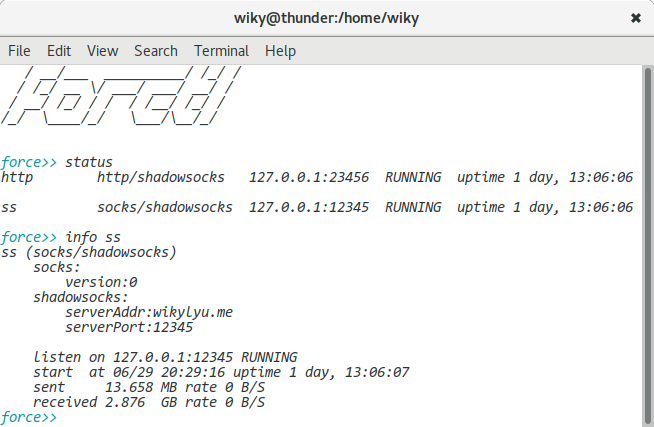 wiky@thunder:/home/wiky
File Edit View Search Terminal Help
force>> status
http        http/shadowsocks   127.0.0.1:23456  RUNNING  uptime 1 day, 13:06:06
ss          socks/shadowsocks  127.0.0.1:12345  RUNNING  uptime 1 day, 13:06:06
force>> info ss
ss (socks/shadowsocks)
    socks:
        version:0
    shadowsocks:
        serverAddr:wikylyu.me
        serverPort:12345
    listen on 127.0.0.1:12345 RUNNING
    start  at 06/29 20:29:16 uptime 1 day, 13:06:07
    sent     13.658 MB rate 0 B/S
    received 2.876  GB rate 0 B/S
force>>